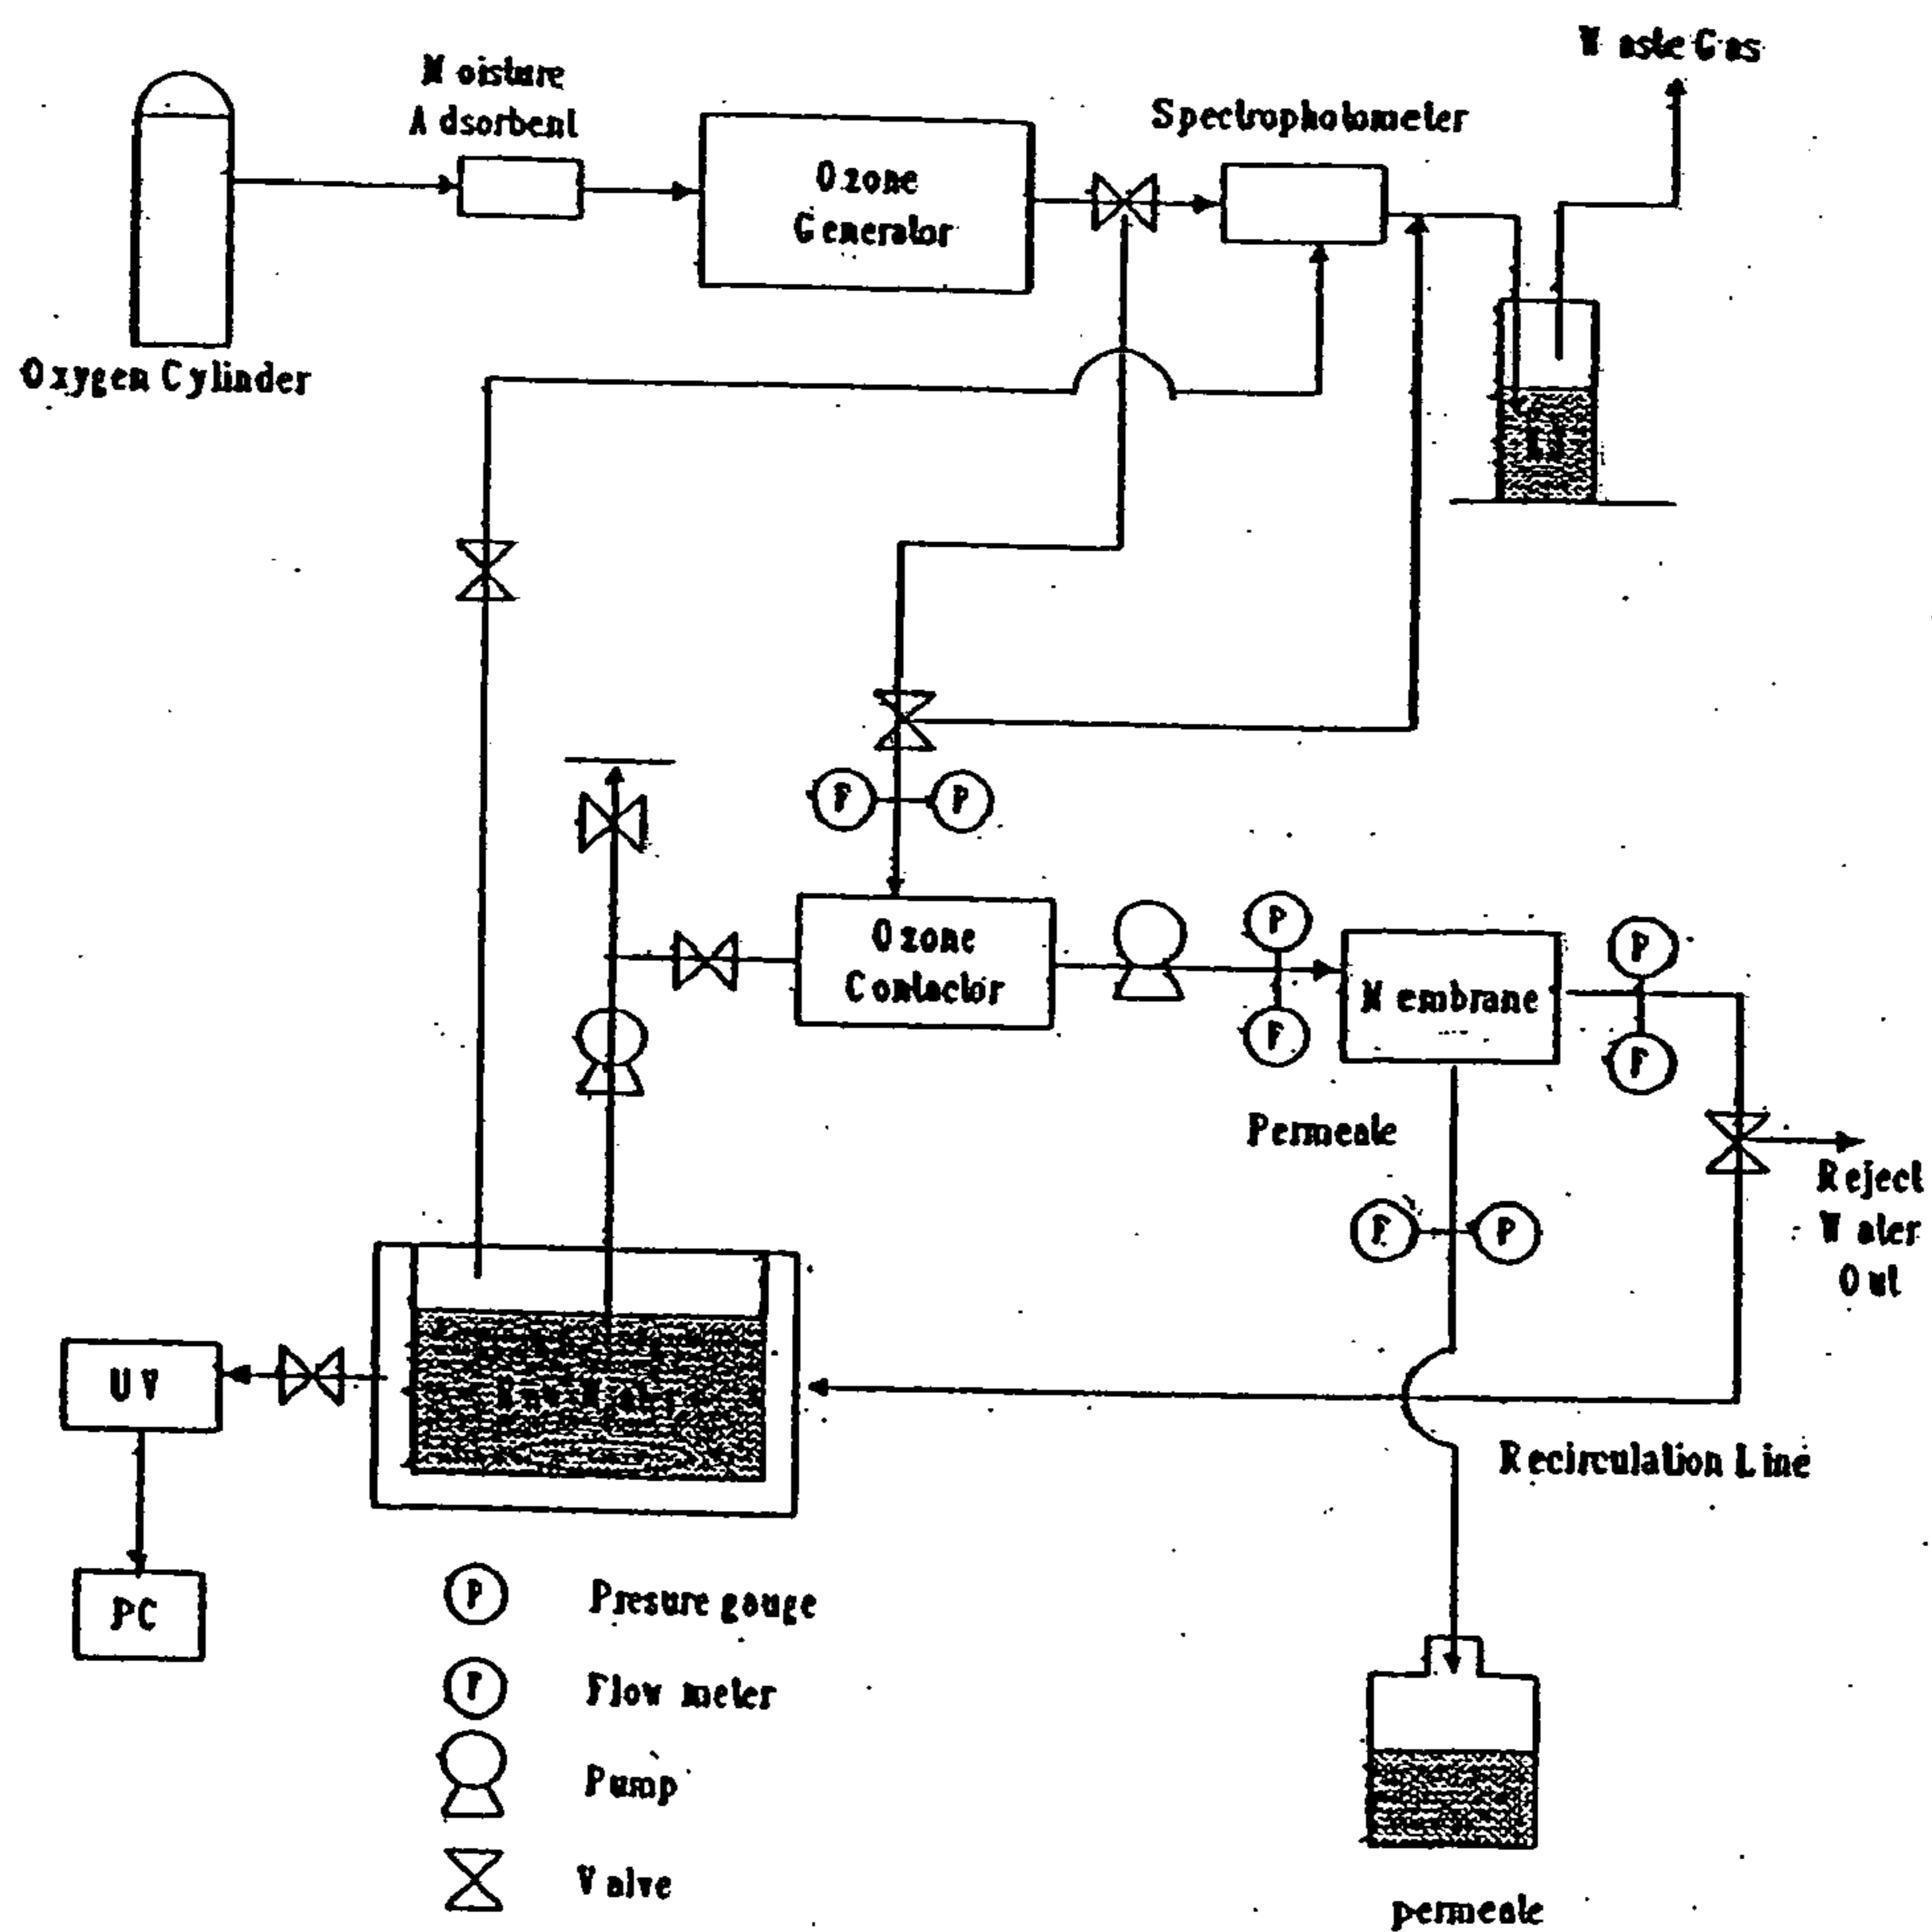 Waste Gas
Moisture
Adsorbent
Spectrophotometer
Ozone
Generator
Oxygen Cylinder
F
P
Ozone
Contactor
P
F
Membrane
P
F
Permeate
F
P
Reject
Water
Out
UV
Recirculation Line
PC
P
Presure gauge
F
Flow meter
Pump
Valve
permeate